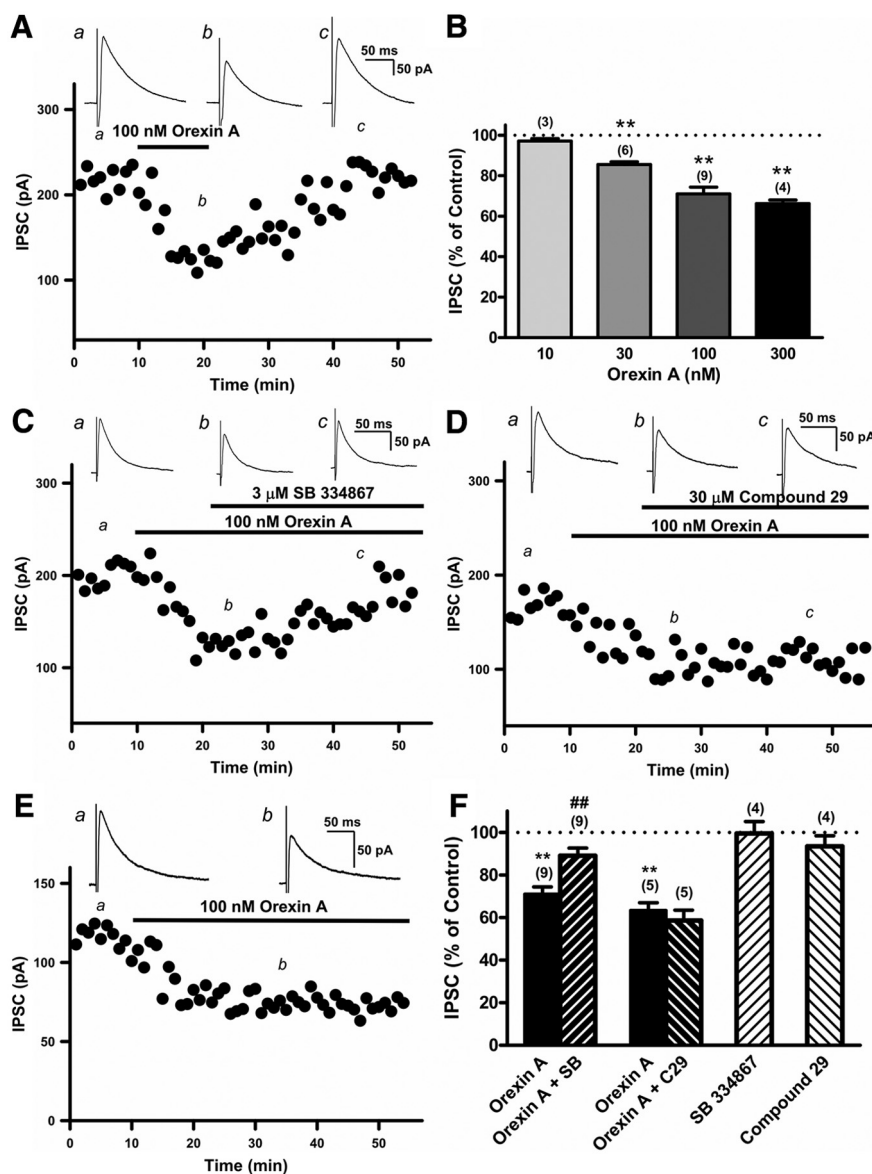 A
a
b
c
50 ms
50 pA
100 nM Orexin A
a
b
c
IPSC (pA)
300
200
100
0
10
20
30
40
50
Time (min)
B
IPSC (% of Control)
100
80
60
40
20
0
(3)
**
(6)
**
(9)
**
(4)
10
30
100
300
Orexin A (nM)
C
a
b
c
50 ms
50 pA
3 μM SB 334867
100 nM Orexin A
a
b
c
IPSC (pA)
300
200
100
0
10
20
30
40
50
Time (min)
D
a
b
c
50 ms
50 pA
30 μM Compound 29
100 nM Orexin A
a
b
c
IPSC (pA)
300
200
100
0
10
20
30
40
50
Time (min)
E
a
b
50 ms
50 pA
100 nM Orexin A
a
b
IPSC (pA)
150
100
50
0
0
10
20
30
40
50
Time (min)
F
IPSC (% of Control)
100
80
60
40
20
0
**
(9)
##
(9)
**
(5)
(5)
(4)
(4)
Orexin A
Orexin A + SB
Orexin A
Orexin A + C29
SB 334867
Compound 29